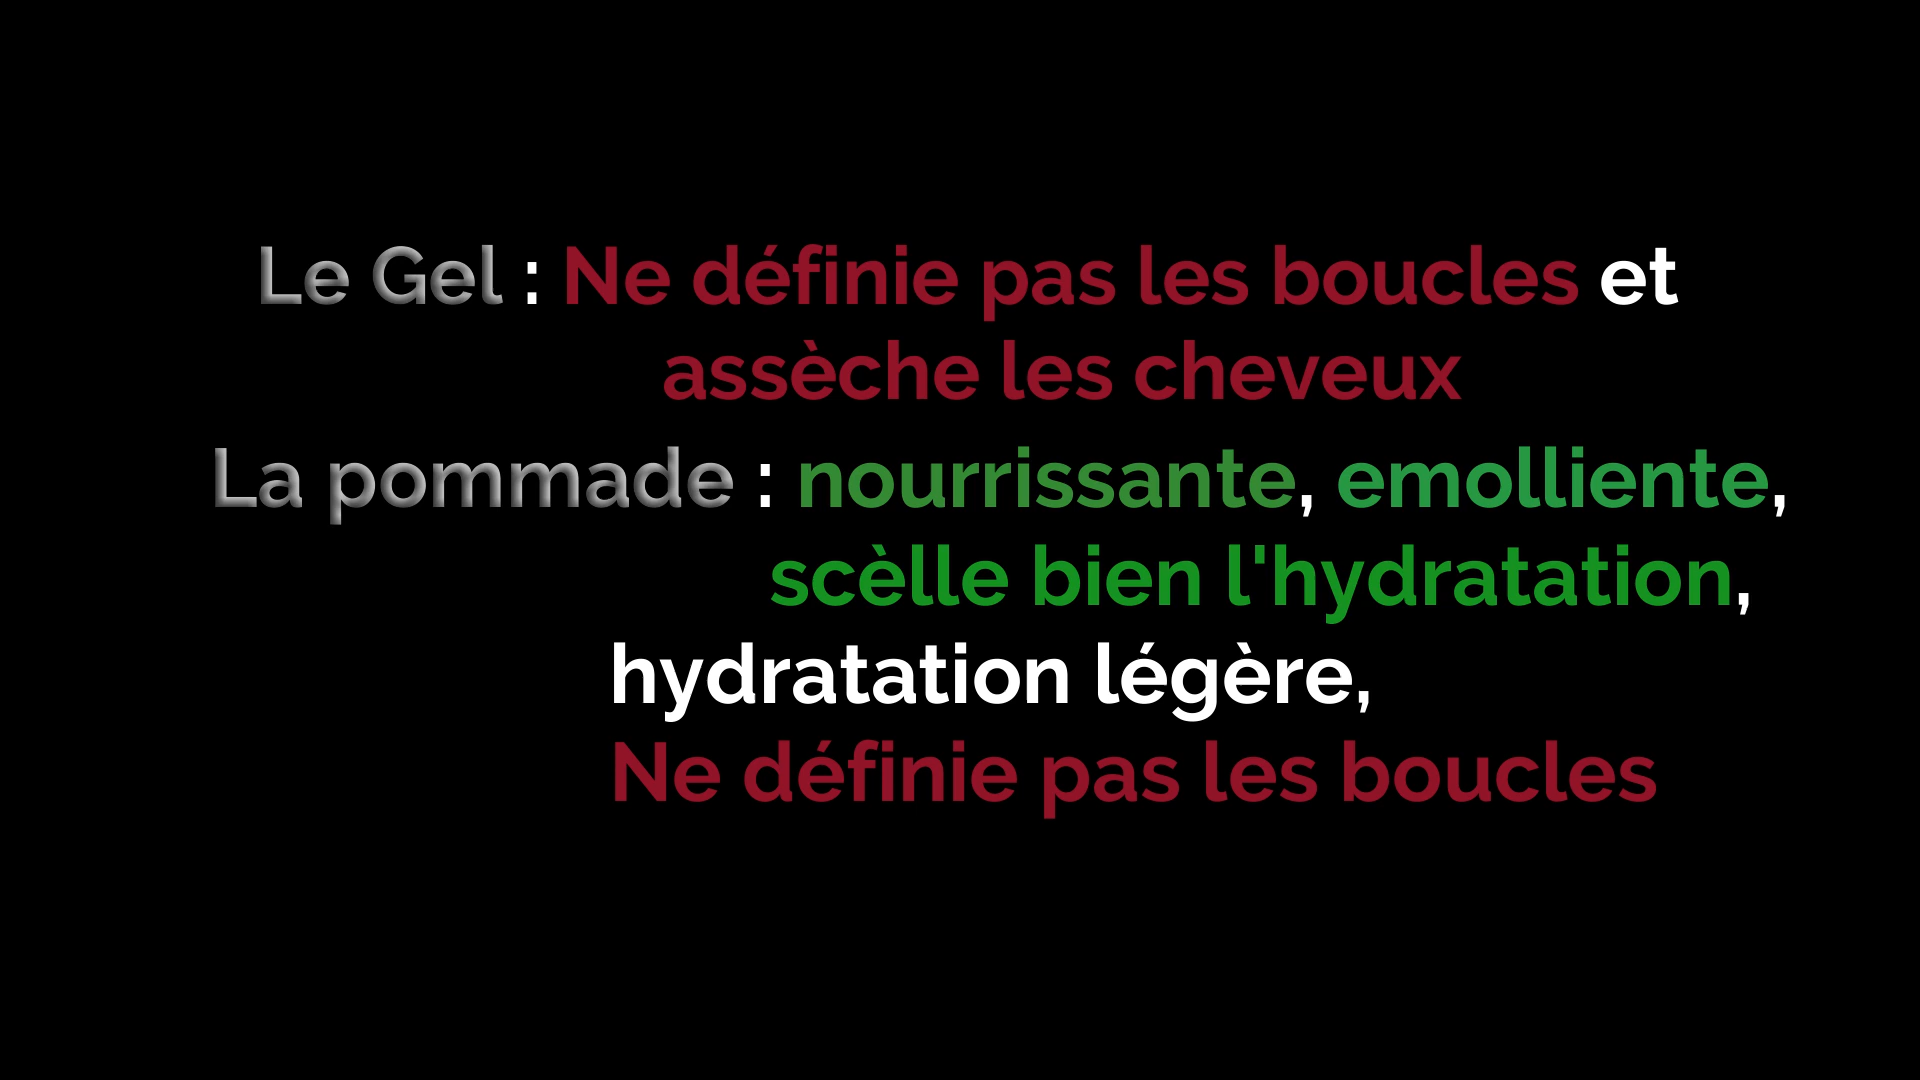 Le Gel : Ne définie pas les boucles et
assèche les cheveux
La pommade : nourrissante, emolliente,
scèlle bien l'hydratation,
hydratation légère,
Ne définie pas les boucles